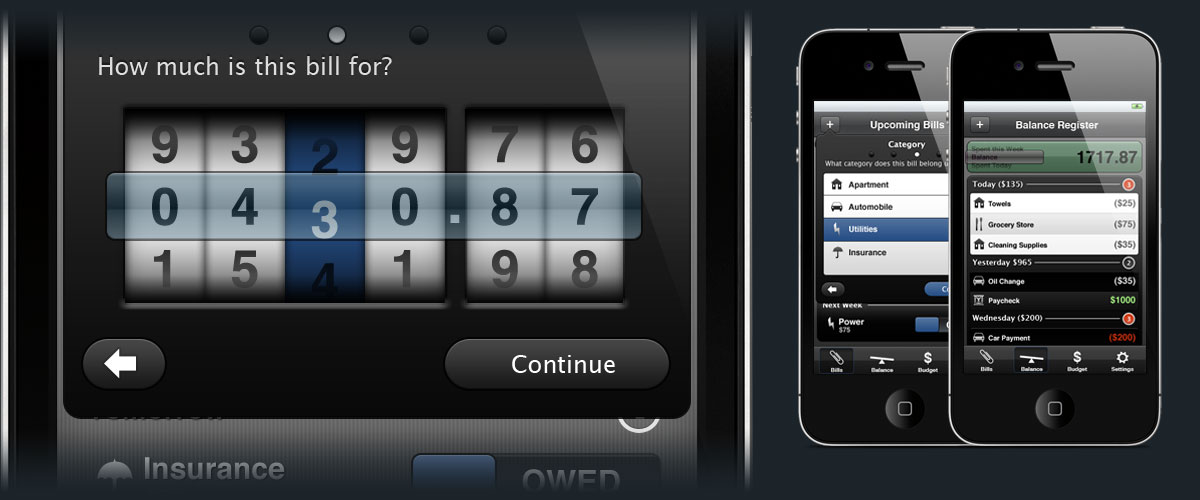 How much is this bill for?
9 3 2 9 7 6
0 4 3 0 . 8 7
1 5 4 1 9 8
Continue
Tomorrow
Insurance
OWED
+
Upcoming Bills
Category
What category does this bill belong
Apartment
Automobile
Utilities
Insurance
Next Week
Power
$75
Bills
Balance
$
Budget
+
Balance Register
Spent this Week
Balance
Spent Today
1717.87
Today ($135)
3
Towels
($25)
Grocery Store
($75)
Cleaning Supplies
($35)
Yesterday $965
2
Oil Change
($35)
Paycheck
$1000
Wednesday ($200)
3
Car Payment
($200)
Bills
Balance
$
Budget
Settings